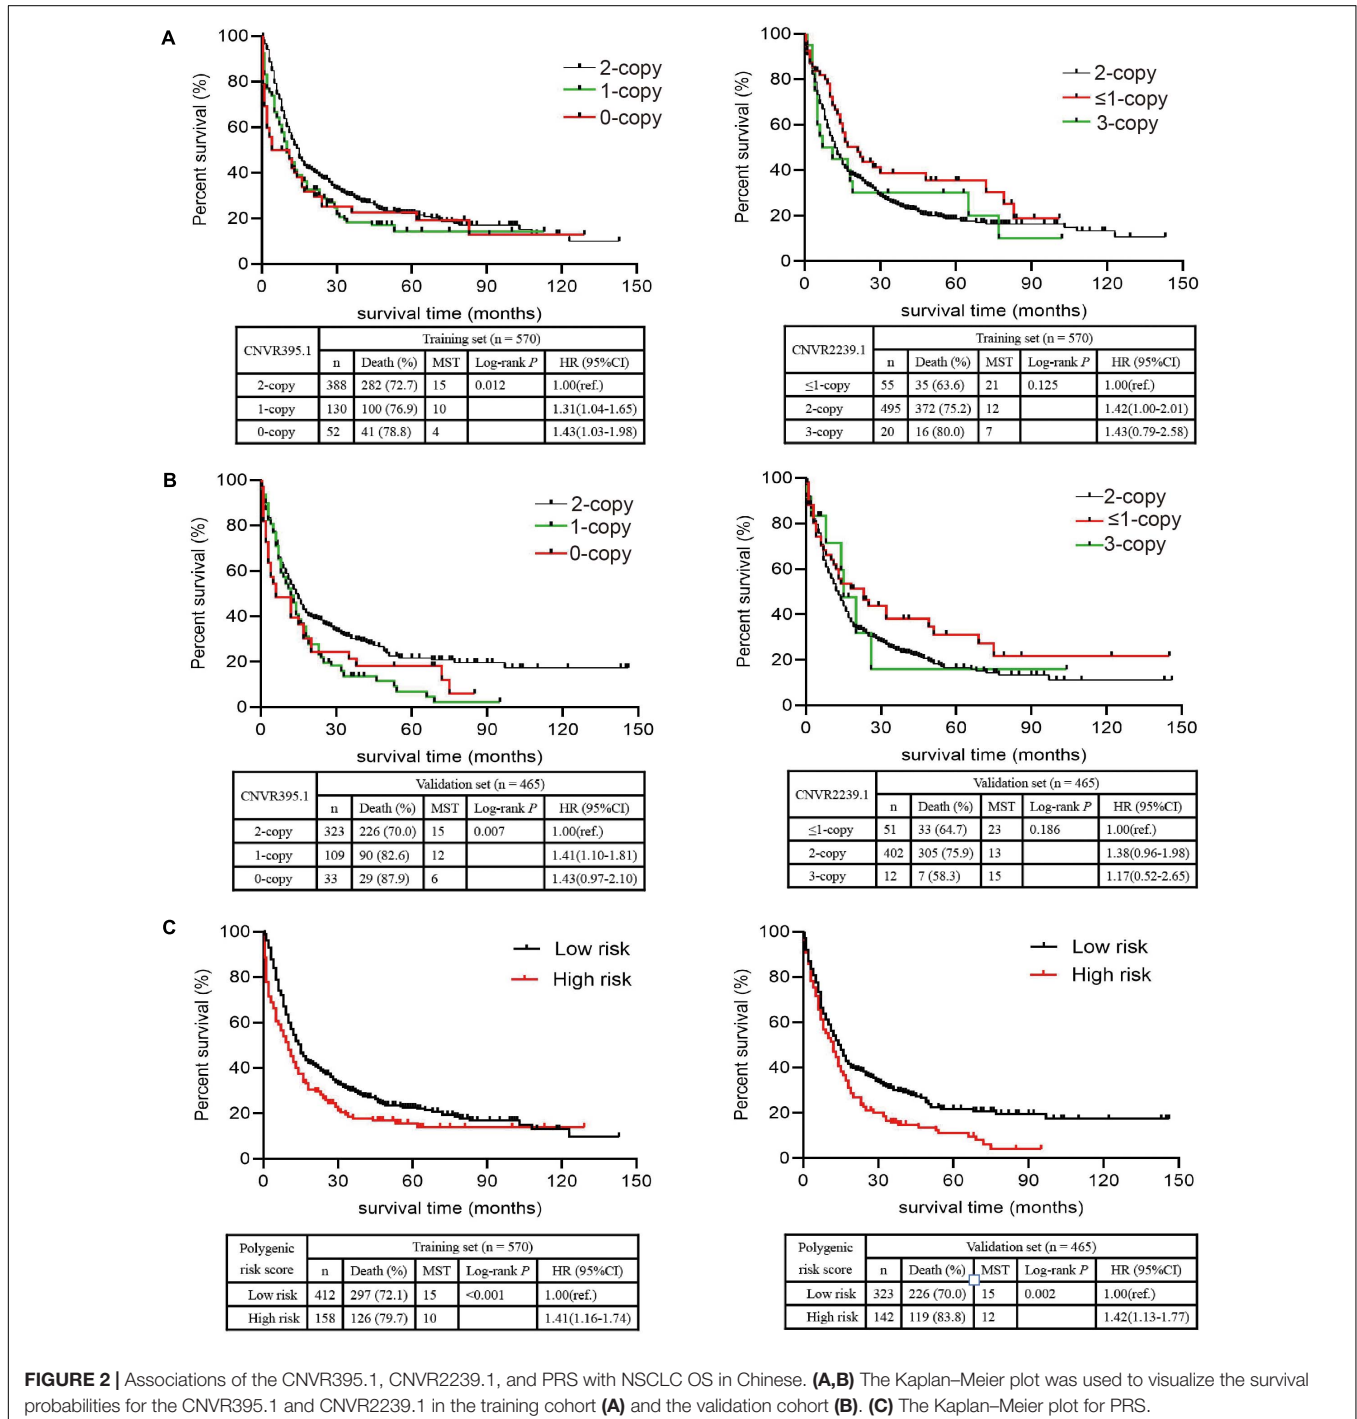 A
100
80
60
40
20
0
Percent survival (%)
2-copy
1-copy
0-copy
0 30 60 90 120 150
survival time (months)
CNVR395.1 Training set (n = 570)
n Death (%) MST Log-rank P HR (95%CI)
2-copy 388 282 (72.7) 15 0.012 1.00(ref.)
1-copy 130 100 (76.9) 10 1.31(1.04-1.65)
0-copy 52 41 (78.8) 4 1.43(1.03-1.98)
100
80
60
40
20
0
Percent survival (%)
2-copy
≤1-copy
3-copy
0 30 60 90 120 150
survival time (months)
CNVR2239.1 Training set (n = 570)
n Death (%) MST Log-rank P HR (95%CI)
≤1-copy 55 35 (63.6) 21 0.125 1.00(ref.)
2-copy 495 372 (75.2) 12 1.42(1.00-2.01)
3-copy 20 16 (80.0) 7 1.43(0.79-2.58)
B
100
80
60
40
20
0
Percent survival (%)
2-copy
1-copy
0-copy
0 30 60 90 120 150
survival time (months)
CNVR395.1 Validation set (n = 465)
n Death (%) MST Log-rank P HR (95%CI)
2-copy 323 226 (70.0) 15 0.007 1.00(ref.)
1-copy 109 90 (82.6) 12 1.41(1.10-1.81)
0-copy 33 29 (87.9) 6 1.43(0.97-2.10)
100
80
60
40
20
0
Percent survival (%)
2-copy
≤1-copy
3-copy
0 30 60 90 120 150
survival time (months)
CNVR2239.1 Validation set (n = 465)
n Death (%) MST Log-rank P HR (95%CI)
≤1-copy 51 33 (64.7) 23 0.186 1.00(ref.)
2-copy 402 305 (75.9) 13 1.38(0.96-1.98)
3-copy 12 7 (58.3) 15 1.17(0.52-2.65)
C
100
80
60
40
20
0
Percent survival (%)
Low risk
High risk
0 30 60 90 120 150
survival time (months)
Polygenic risk score Training set (n = 570)
n Death (%) MST Log-rank P HR (95%CI)
Low risk 412 297 (72.1) 15 <0.001 1.00(ref.)
High risk 158 126 (79.7) 10 1.41(1.16-1.74)
100
80
60
40
20
0
Percent survival (%)
Low risk
High risk
0 30 60 90 120 150
survival time (months)
Polygenic risk score Validation set (n = 465)
n Death (%) MST Log-rank P HR (95%CI)
Low risk 323 226 (70.0) 15 0.002 1.00(ref.)
High risk 142 119 (83.8) 12 1.42(1.13-1.77)
FIGURE 2 | Associations of the CNVR395.1, CNVR2239.1, and PRS with NSCLC OS in Chinese. (A,B) The Kaplan–Meier plot was used to visualize the survival
probabilities for the CNVR395.1 and CNVR2239.1 in the training cohort (A) and the validation cohort (B). (C) The Kaplan–Meier plot for PRS.